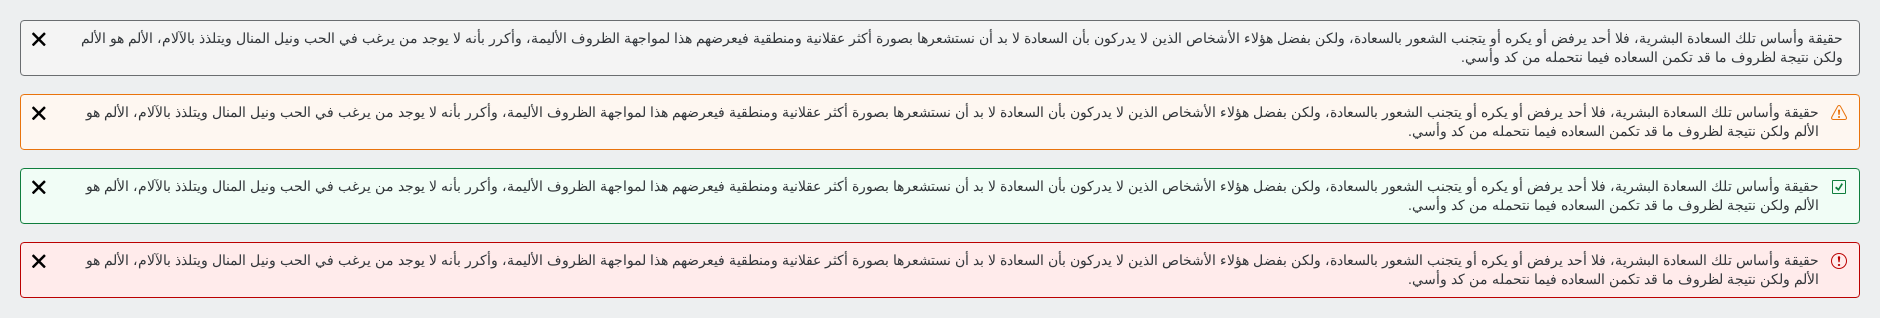 حقيقة وأساس تلك السعادة البشرية، فلا أحد يرفض أو يكره أو يتجنب الشعور بالسعادة، ولكن بفضل هؤلاء الأشخاص الذين لا يدركون بأن السعادة لا بد أن نستشعرها بصورة أكثر عقلانية ومنطقية فيعرضهم هذا لمواجهة الظروف الأليمة، وأكرر بأنه لا يوجد من يرغب في الحب ونيل المنال ويتلذذ بالآلام، الألم هو الألم
ولكن نتيجة لظروف ما قد تكمن السعاده فيما نتحمله من كد وأسي.
حقيقة وأساس تلك السعادة البشرية، فلا أحد يرفض أو يكره أو يتجنب الشعور بالسعادة، ولكن بفضل هؤلاء الأشخاص الذين لا يدركون بأن السعادة لا بد أن نستشعرها بصورة أكثر عقلانية ومنطقية فيعرضهم هذا لمواجهة الظروف الأليمة، وأكرر بأنه لا يوجد من يرغب في الحب ونيل المنال ويتلذذ بالآلام، الألم هو
الألم ولكن نتيجة لظروف ما قد تكمن السعاده فيما نتحمله من كد وأسي.
حقيقة وأساس تلك السعادة البشرية، فلا أحد يرفض أو يكره أو يتجنب الشعور بالسعادة، ولكن بفضل هؤلاء الأشخاص الذين لا يدركون بأن السعادة لا بد أن نستشعرها بصورة أكثر عقلانية ومنطقية فيعرضهم هذا لمواجهة الظروف الأليمة، وأكرر بأنه لا يوجد من يرغب في الحب ونيل المنال ويتلذذ بالآلام، الألم هو
الألم ولكن نتيجة لظروف ما قد تكمن السعاده فيما نتحمله من كد وأسي.
حقيقة وأساس تلك السعادة البشرية، فلا أحد يرفض أو يكره أو يتجنب الشعور بالسعادة، ولكن بفضل هؤلاء الأشخاص الذين لا يدركون بأن السعادة لا بد أن نستشعرها بصورة أكثر عقلانية ومنطقية فيعرضهم هذا لمواجهة الظروف الأليمة، وأكرر بأنه لا يوجد من يرغب في الحب ونيل المنال ويتلذذ بالآلام، الألم هو
الألم ولكن نتيجة لظروف ما قد تكمن السعاده فيما نتحمله من كد وأسي.